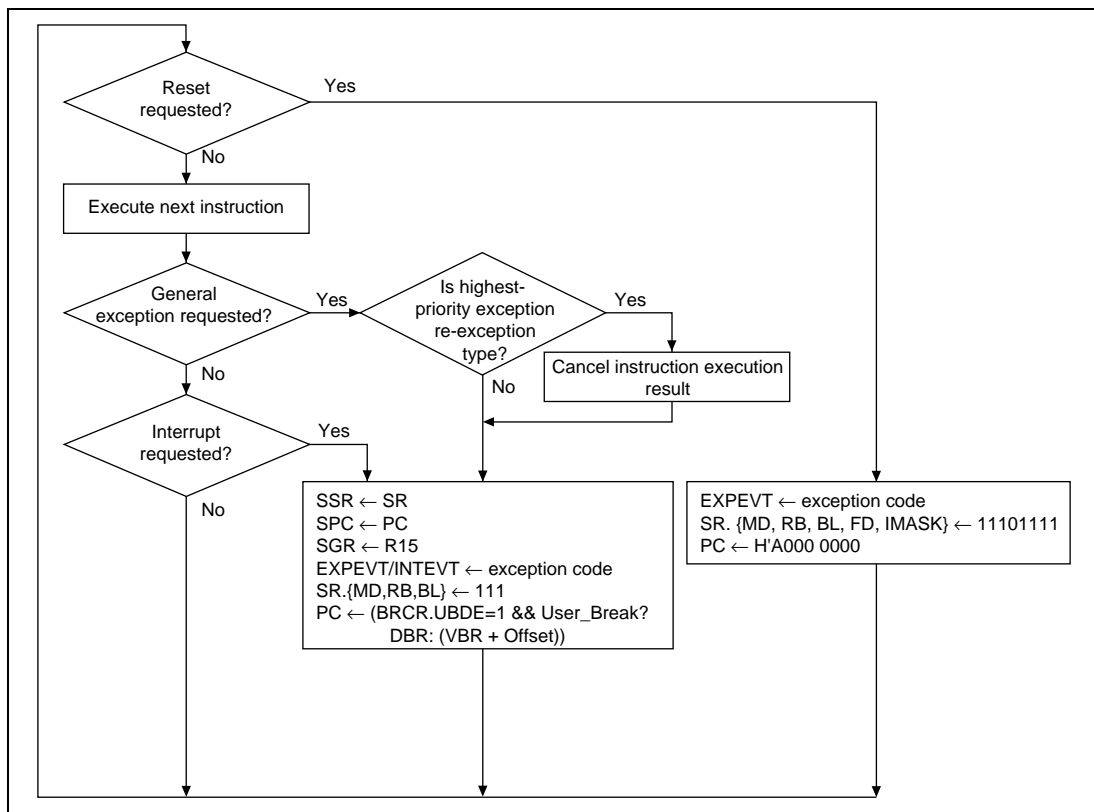 Reset
requested?
Yes
No
Execute next instruction
General
exception requested?
Yes
Is highest-
priority exception
re-exception
type?
Yes
Cancel instruction execution
result
No
No
Interrupt
requested?
Yes
No
SSR ← SR
SPC ← PC
SGR ← R15
EXPEVT/INTEVT ← exception code
SR.{MD,RB,BL} ← 111
PC ← (BRCR.UBDE=1 && User_Break?
DBR: (VBR + Offset))
EXPEVT ← exception code
SR. {MD, RB, BL, FD, IMASK} ← 11101111
PC ← H'A000 0000